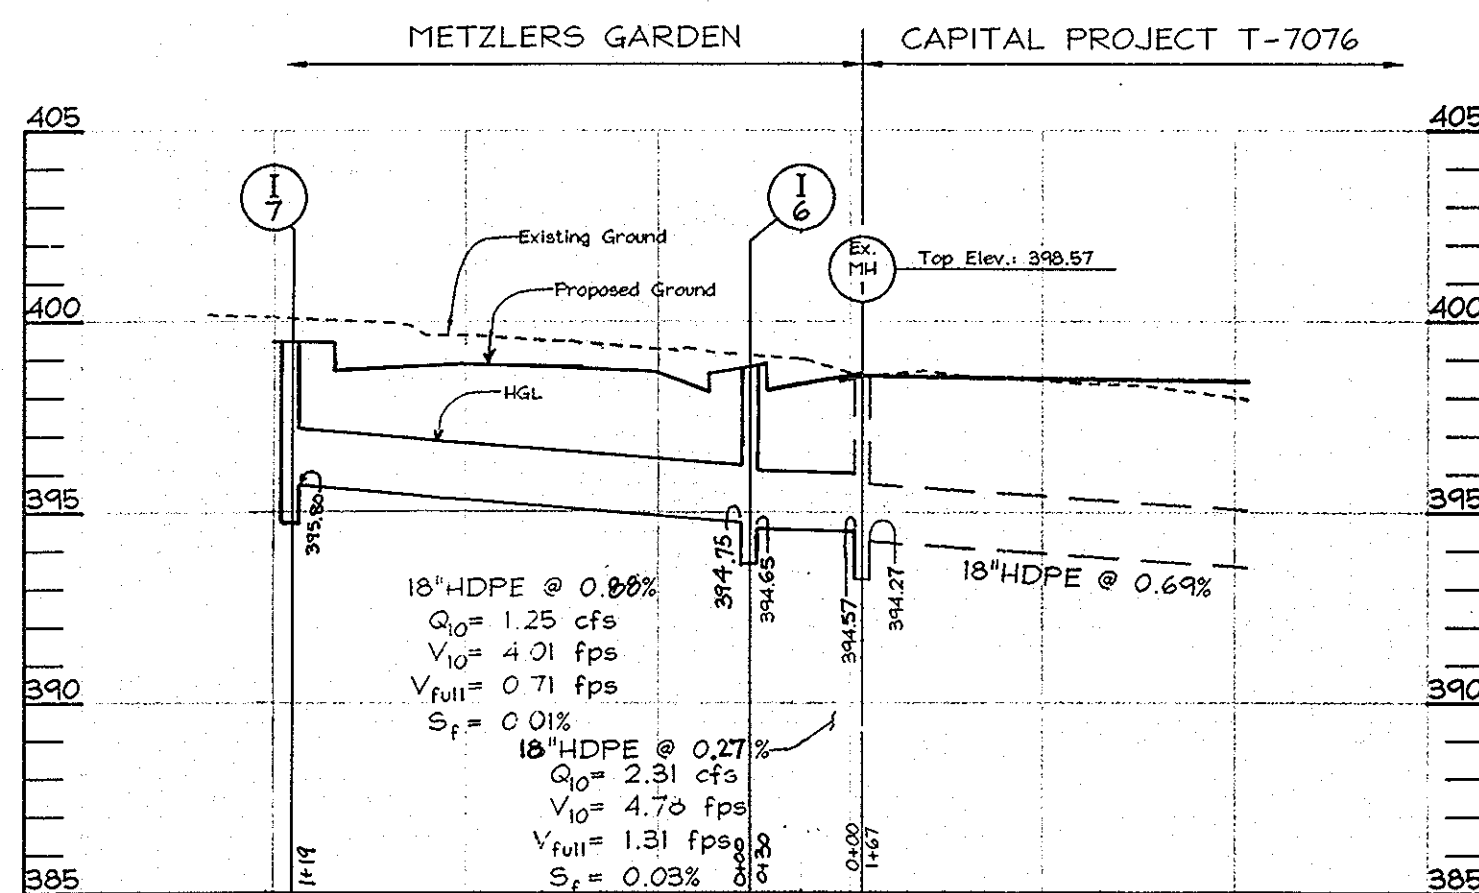 METZLERS GARDEN
CAPITAL PROJECT T-7076
405
405
I
7
I
6
Existing Ground
Ex.
MH
Top Elev.: 398.57
Proposed Ground
400
400
HGL
395
395
395.80
394.75
394.65
394.57
394.27
18"HDPE @ 0.88%
Q10= 1.25 cfs
V10= 4.01 fps
Vfull= 0.71 fps
Sf= 0.01%
18"HDPE @ 0.69%
390
390
18"HDPE @ 0.27%
Q10= 2.31 cfs
V10= 4.78 fps
Vfull= 1.31 fps
Sf= 0.03%
1+19
0+00
0+30
0+00
1+67
385
385